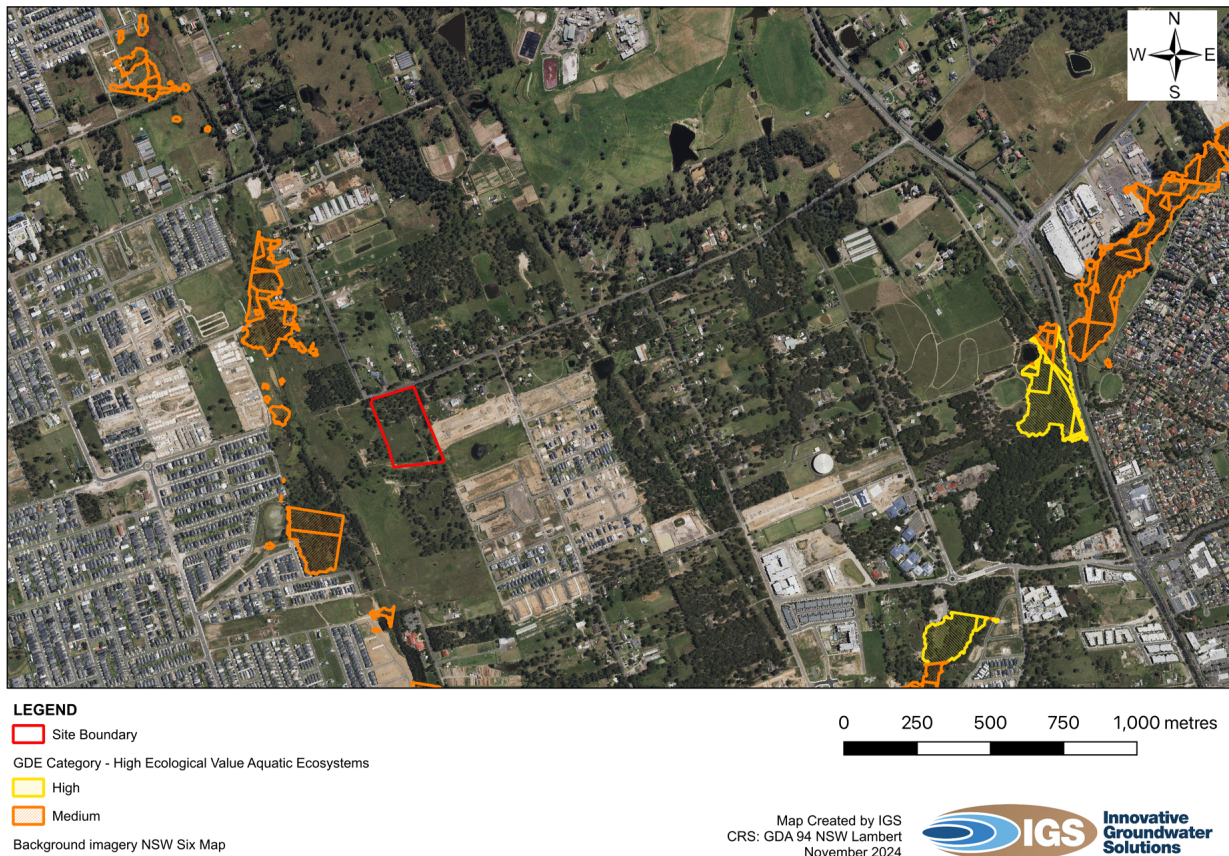 N
W E
S
LEGEND
Site Boundary
GDE Category - High Ecological Value Aquatic Ecosystems
High
Medium
Background imagery NSW Six Map
0 250 500 750 1,000 metres
Map Created by IGS
CRS: GDA 94 NSW Lambert
November 2024
IGS
Innovative
Groundwater
Solutions